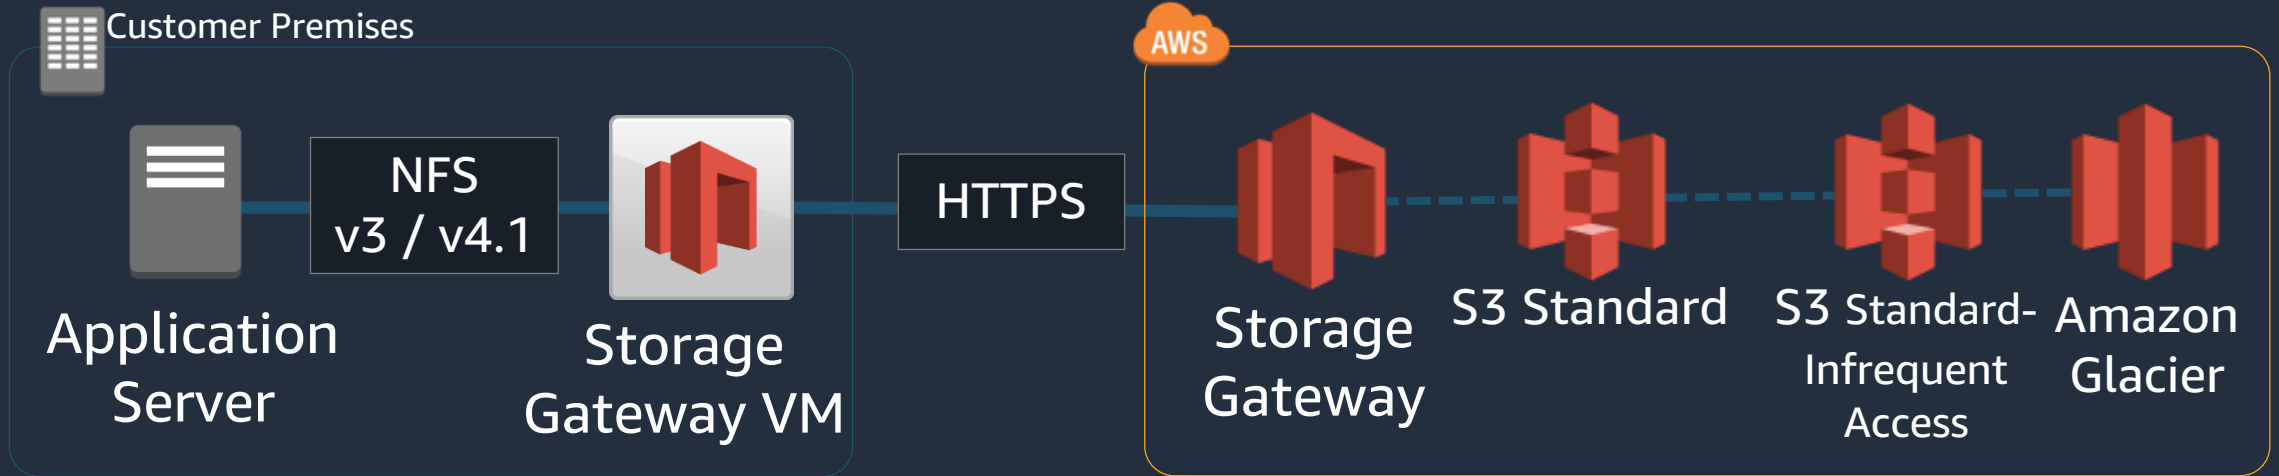 Customer Premises
AWS
NFS
v3 / v4.1
HTTPS
Application
Server
Storage
Gateway VM
Storage
Gateway
S3 Standard
S3 Standard-
Infrequent
Access
Amazon
Glacier